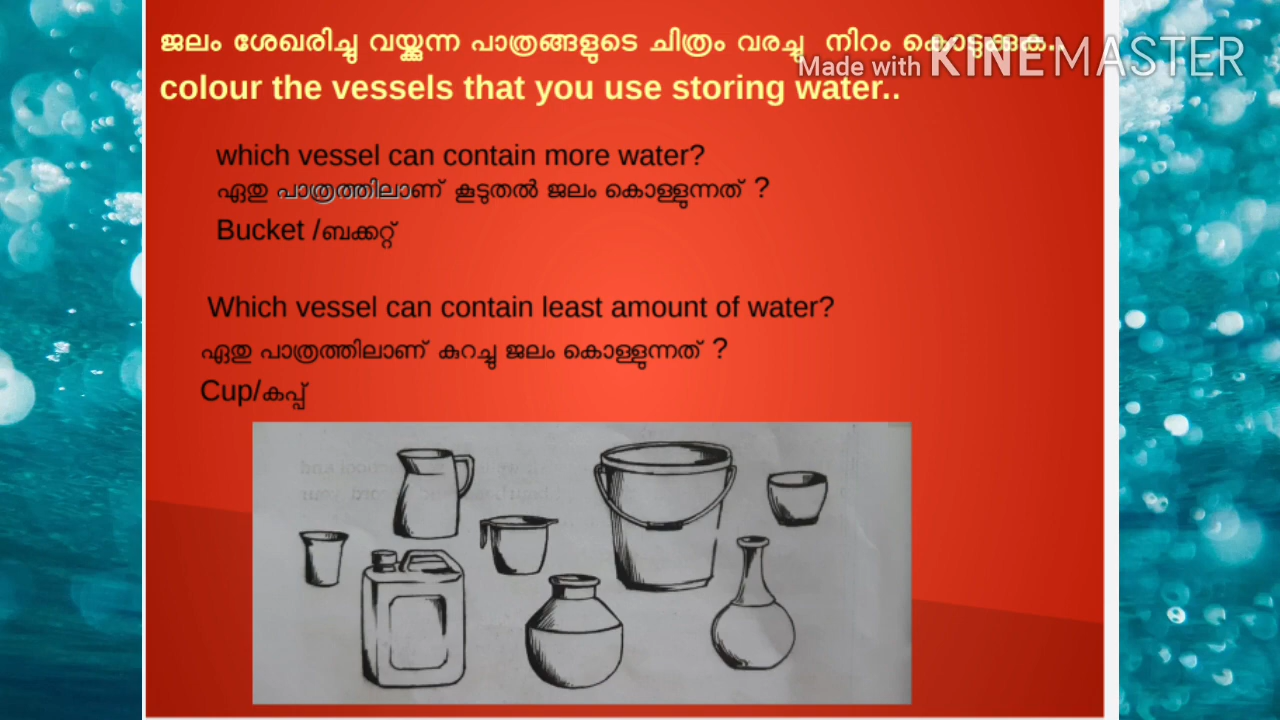 ജലം ശേഖരിച്ചു വയ്ക്കുന്ന പാത്രങ്ങളുടെ ചിത്രം വരച്ചു നിറം കൊടുക്കുക..
Made with KINEMASTER
colour the vessels that you use storing water..
which vessel can contain more water?
ഏതു പാത്രത്തിലാണ് കൂടുതൽ ജലം കൊള്ളുന്നത് ?
Bucket /ബക്കറ്റ്
Which vessel can contain least amount of water?
ഏതു പാത്രത്തിലാണ് കുറച്ചു ജലം കൊള്ളുന്നത് ?
Cup/കപ്പ്